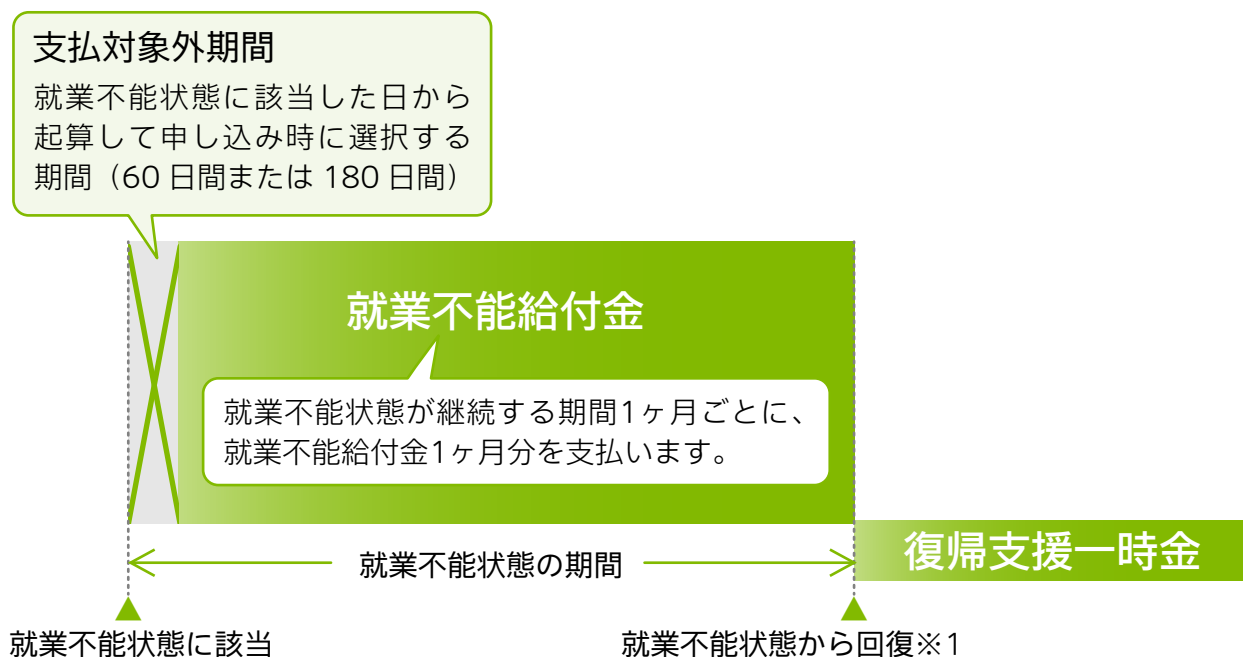 支払対象外期間
就業不能状態に該当した日から
起算して申し込み時に選択する
期間（60日間または180日間）
就業不能給付金
就業不能状態が継続する期間1ヶ月ごとに、
就業不能給付金1ヶ月分を支払います。
復帰支援一時金
就業不能状態の期間
就業不能状態に該当
就業不能状態から回復※1